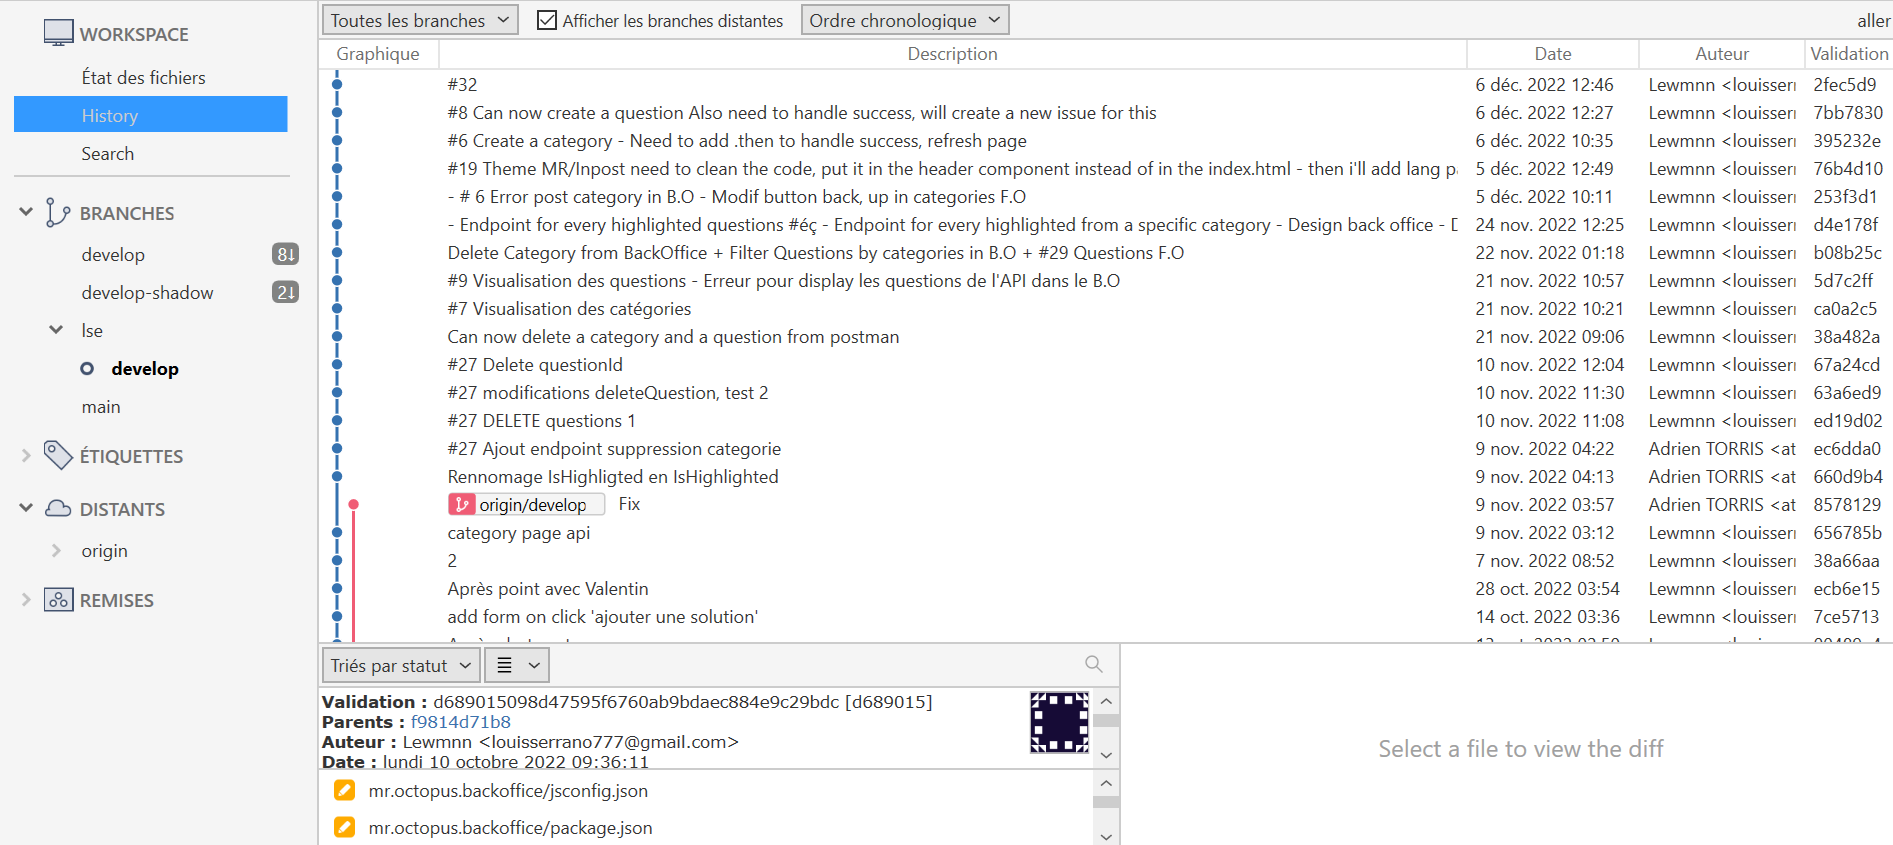 WORKSPACE
État des fichiers
History
Search
BRANCHES
develop 8↓
develop-shadow 2↓
lse
develop
main
ÉTIQUETTES
DISTANTS
origin
REMISES
Toutes les branches Afficher les branches distantes Ordre chronologique aller
Graphique Description Date Auteur Validation
#32 6 déc. 2022 12:46 Lewmnn <louisserr 2fec5d9
#8 Can now create a question Also need to handle success, will create a new issue for this 6 déc. 2022 12:27 Lewmnn <louisserr 7bb7830
#6 Create a category - Need to add .then to handle success, refresh page 6 déc. 2022 10:35 Lewmnn <louisserr 395232e
#19 Theme MR/Inpost need to clean the code, put it in the header component instead of in the index.html - then i'll add lang pa 5 déc. 2022 12:49 Lewmnn <louisserr 76b4d10
- # 6 Error post category in B.O - Modif button back, up in categories F.O 5 déc. 2022 10:11 Lewmnn <louisserr 253f3d1
- Endpoint for every highlighted questions #éç - Endpoint for every highlighted from a specific category - Design back office - D 24 nov. 2022 12:25 Lewmnn <louisserr d4e178f
Delete Category from BackOffice + Filter Questions by categories in B.O + #29 Questions F.O 22 nov. 2022 01:18 Lewmnn <louisserr b08b25c
#9 Visualisation des questions - Erreur pour display les questions de l'API dans le B.O 21 nov. 2022 10:57 Lewmnn <louisserr 5d7c2ff
#7 Visualisation des catégories 21 nov. 2022 10:21 Lewmnn <louisserr ca0a2c5
Can now delete a category and a question from postman 21 nov. 2022 09:06 Lewmnn <louisserr 38a482a
#27 Delete questionId 10 nov. 2022 12:04 Lewmnn <louisserr 67a24cd
#27 modifications deleteQuestion, test 2 10 nov. 2022 11:30 Lewmnn <louisserr 63a6ed9
#27 DELETE questions 1 10 nov. 2022 11:08 Lewmnn <louisserr ed19d02
#27 Ajout endpoint suppression categorie 9 nov. 2022 04:22 Adrien TORRIS <at ec6dda0
Rennomage IsHighligted en IsHighlighted 9 nov. 2022 04:13 Adrien TORRIS <at 660d9b4
origin/develop Fix 9 nov. 2022 03:57 Adrien TORRIS <at 8578129
category page api 9 nov. 2022 03:12 Lewmnn <louisserr 656785b
2 7 nov. 2022 08:52 Lewmnn <louisserr 38a66aa
Après point avec Valentin 28 oct. 2022 03:54 Lewmnn <louisserr ecb6e15
add form on click 'ajouter une solution' 14 oct. 2022 03:36 Lewmnn <louisserr 7ce5713
Triés par statut
Validation : d689015098d47595f6760ab9bdaec884e9c29bdc [d689015]
Parents : f9814d71b8
Auteur : Lewmnn <louisserrano777@gmail.com>
Date : lundi 10 octobre 2022 09:36:11
mr.octopus.backoffice/jsconfig.json
mr.octopus.backoffice/package.json
Select a file to view the diff